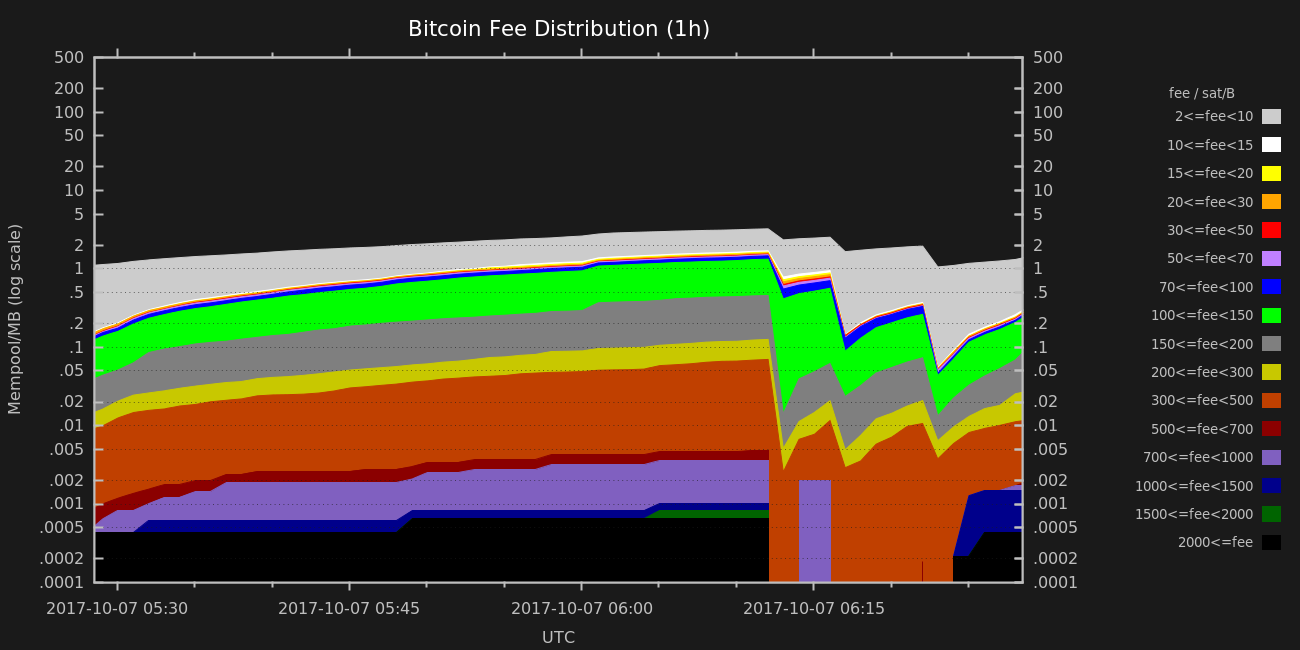 Bitcoin Fee Distribution (1h)
500
200
100
50
20
10
5
2
1
.5
.2
.1
.05
.02
.01
.005
.002
.001
.0005
.0002
.0001
Mempool/MB (log scale)
500
200
100
50
20
10
5
2
1
.5
.2
.1
.05
.02
.01
.005
.002
.001
.0005
.0002
.0001
2017-10-07 05:30 2017-10-07 05:45 2017-10-07 06:00 2017-10-07 06:15
UTC
fee / sat/B
2<=fee<10
10<=fee<15
15<=fee<20
20<=fee<30
30<=fee<50
50<=fee<70
70<=fee<100
100<=fee<150
150<=fee<200
200<=fee<300
300<=fee<500
500<=fee<700
700<=fee<1000
1000<=fee<1500
1500<=fee<2000
2000<=fee